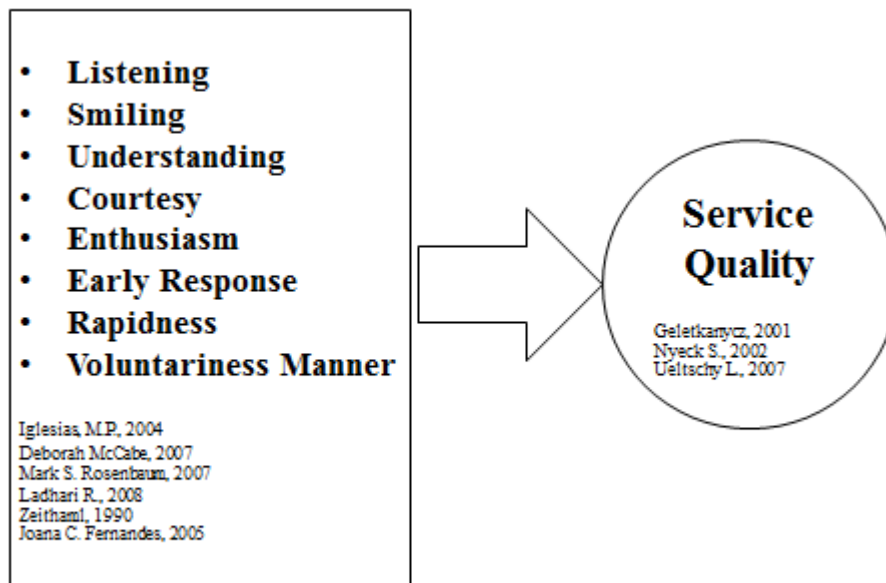 • Listening
• Smiling
• Understanding
• Courtesy
• Enthusiasm
• Early Response
• Rapidness
• Voluntariness Manner
Iglesias, M.P., 2004
Deborah McCabe, 2007
Mark S. Rosenbaum, 2007
Ladhari R., 2008
Zeithaml, 1990
Joana C. Fernandes, 2005
Service
Quality
Geletkanycz, 2001
Nyeck S., 2002
Ueltschy L., 2007